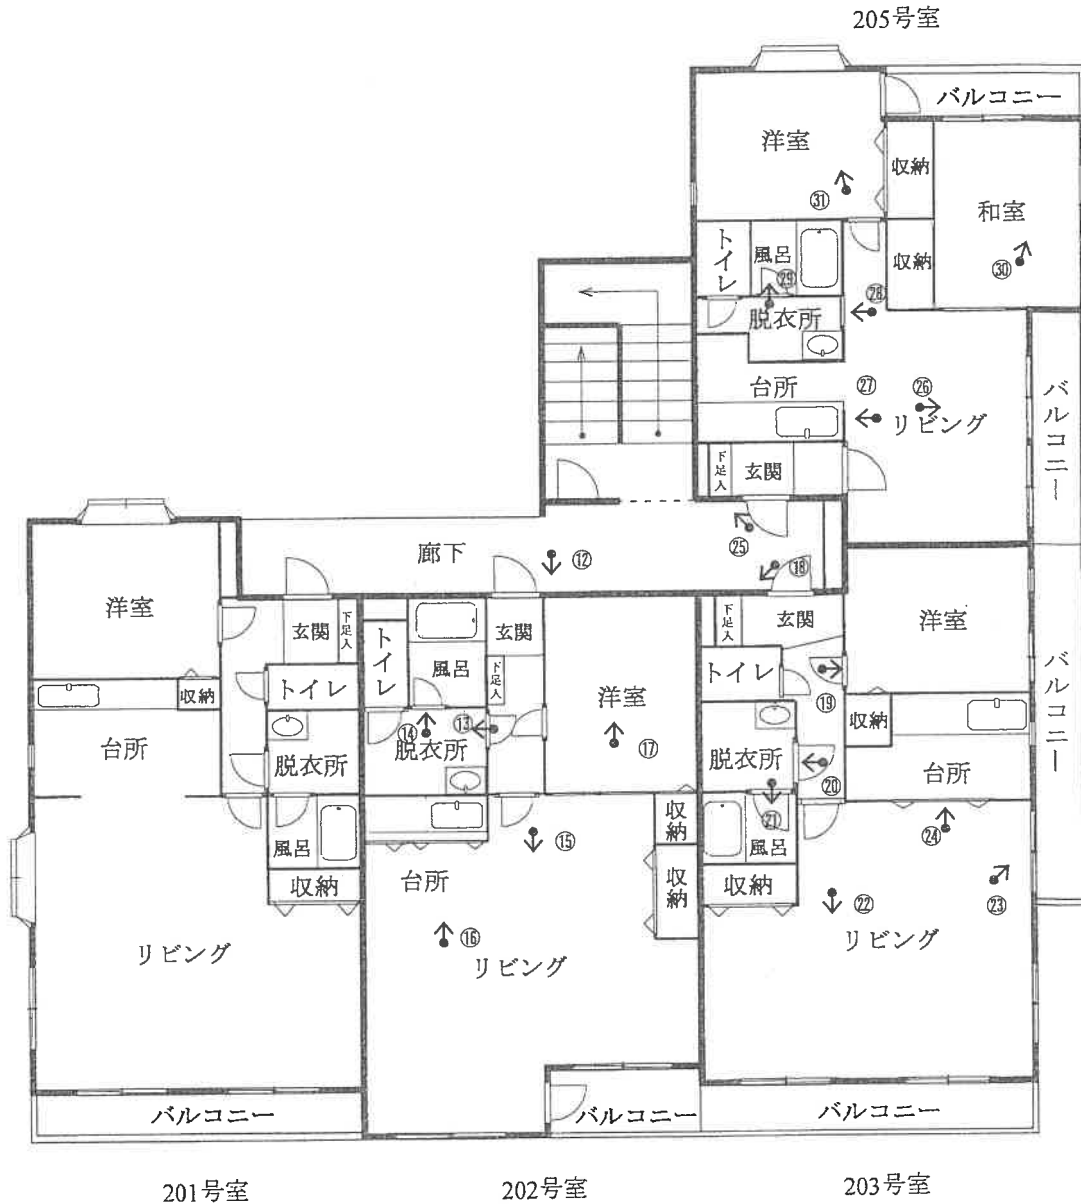 205号室
バルコニー
洋室
収納
和室
㉛
トイレ
風呂
収納
㉚
㉙
㉘
脱衣所
台所
㉗
㉖
リビング
バルコニー
下足入
玄関
廊下
⑫
㉕
⑱
洋室
玄関
下足入
トイレ
風呂
玄関
下足入
洋室
下足入
玄関
洋室
バルコニー
収納
トイレ
トイレ
⑲
収納
台所
脱衣所
⑭
⑬
脱衣所
⑰
脱衣所
⑳
台所
風呂
⑮
収納
㉑
風呂
㉔
収納
台所
収納
収納
㉒
㉓
リビング
⑯
リビング
リビング
バルコニー
バルコニー
バルコニー
201号室
202号室
203号室